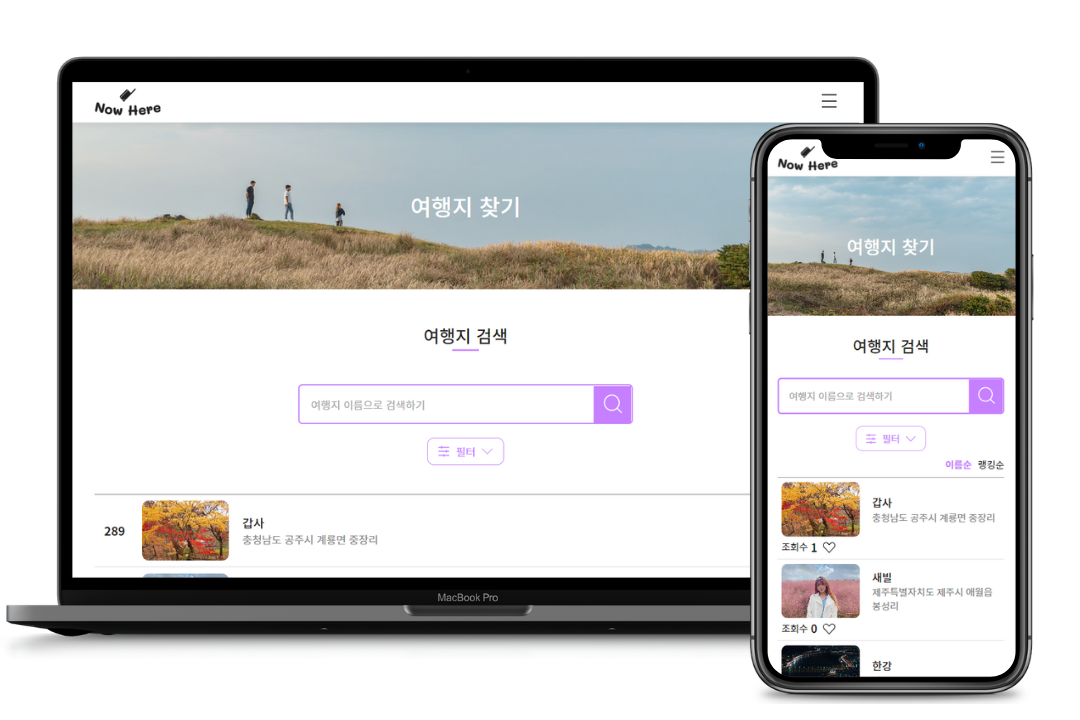 Now Here
여행지 찾기
여행지 검색
여행지 이름으로 검색하기
필터
289
갑사
충청남도 공주시 계룡면 중장리
MacBook Pro
Now Here
여행지 찾기
여행지 검색
여행지 이름으로 검색하기
필터
이름순 랭킹순
갑사
충청남도 공주시 계룡면 중장리
조회수 1
새빌
제주특별자치도 제주시 애월읍
봉성리
조회수 0
한강